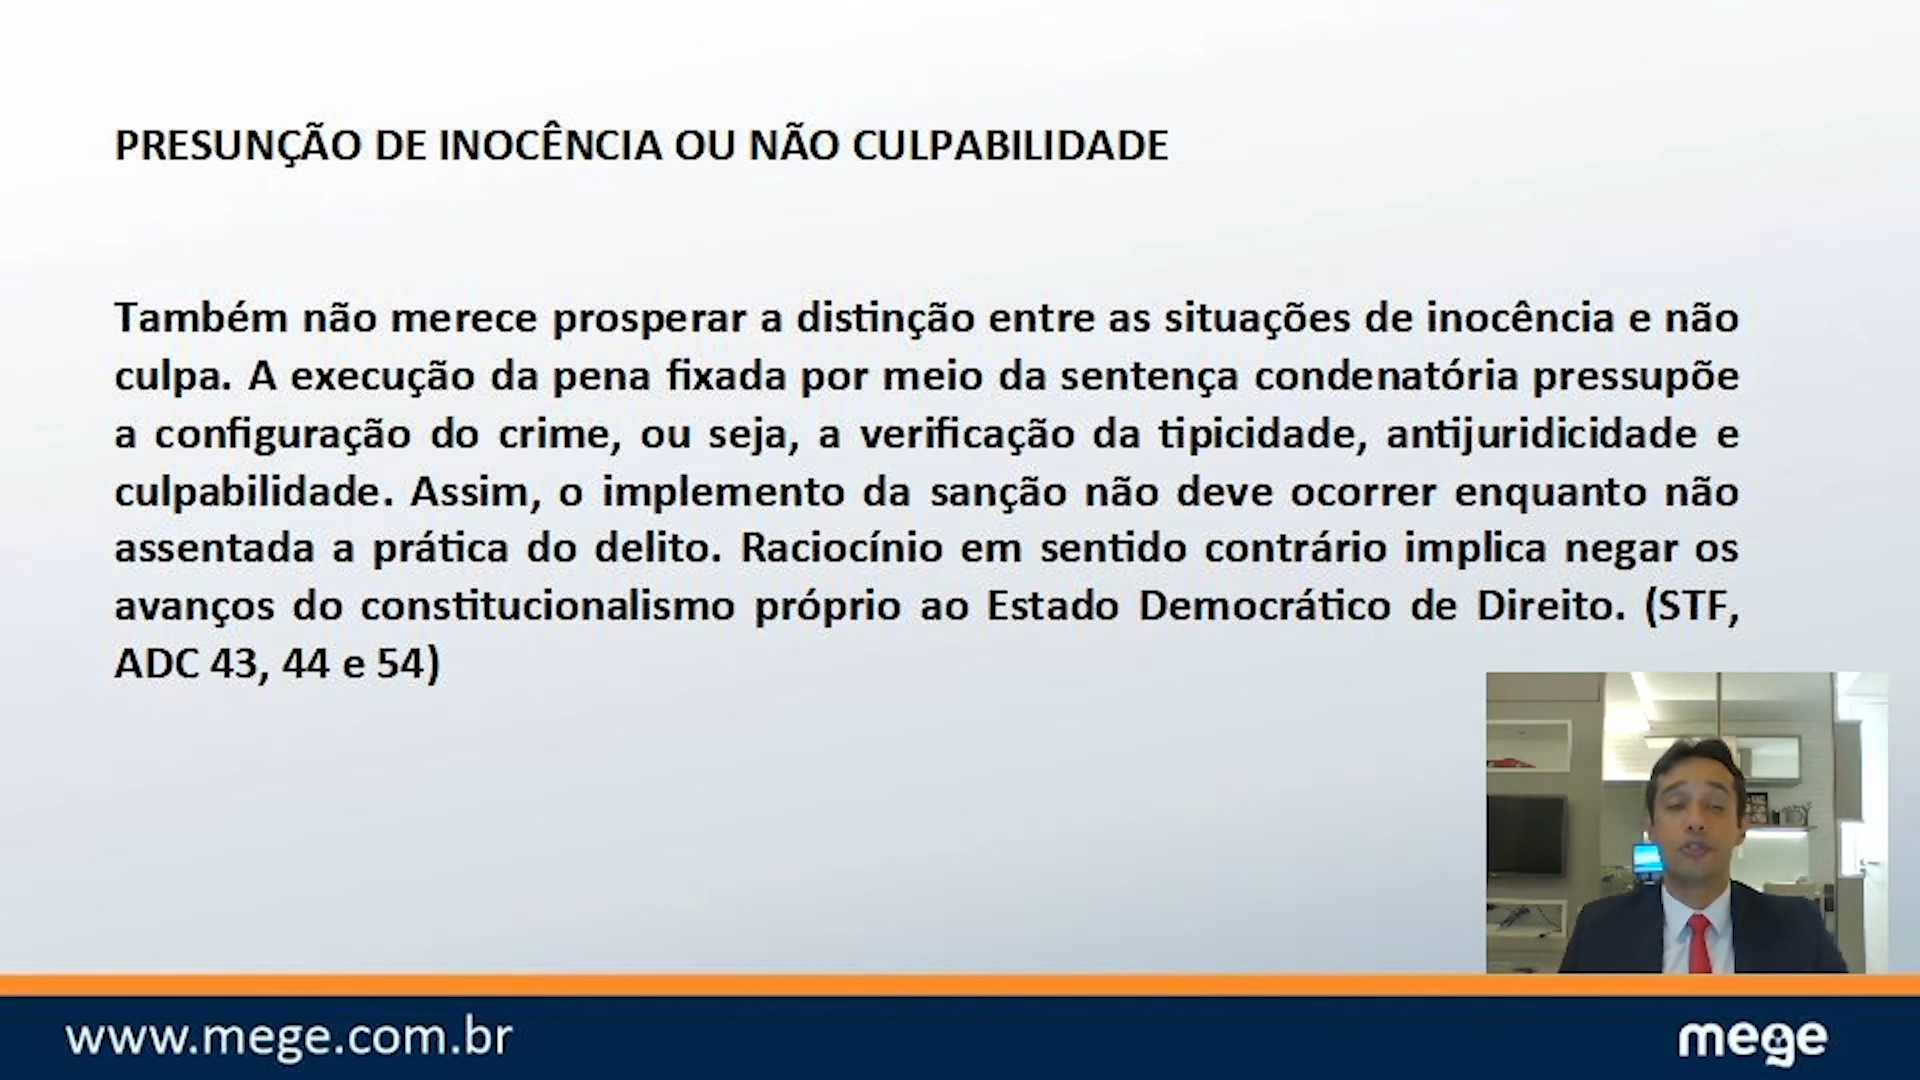 PRESUNÇÃO DE INOCÊNCIA OU NÃO CULPABILIDADE
Também não merece prosperar a distinção entre as situações de inocência e não
culpa. A execução da pena fixada por meio da sentença condenatória pressupõe
a configuração do crime, ou seja, a verificação da tipicidade, antijuridicidade e
culpabilidade. Assim, o implemento da sanção não deve ocorrer enquanto não
assentada a prática do delito. Raciocínio em sentido contrário implica negar os
avanços do constitucionalismo próprio ao Estado Democrático de Direito. (STF,
ADC 43, 44 e 54)
www.mege.com.br
mege